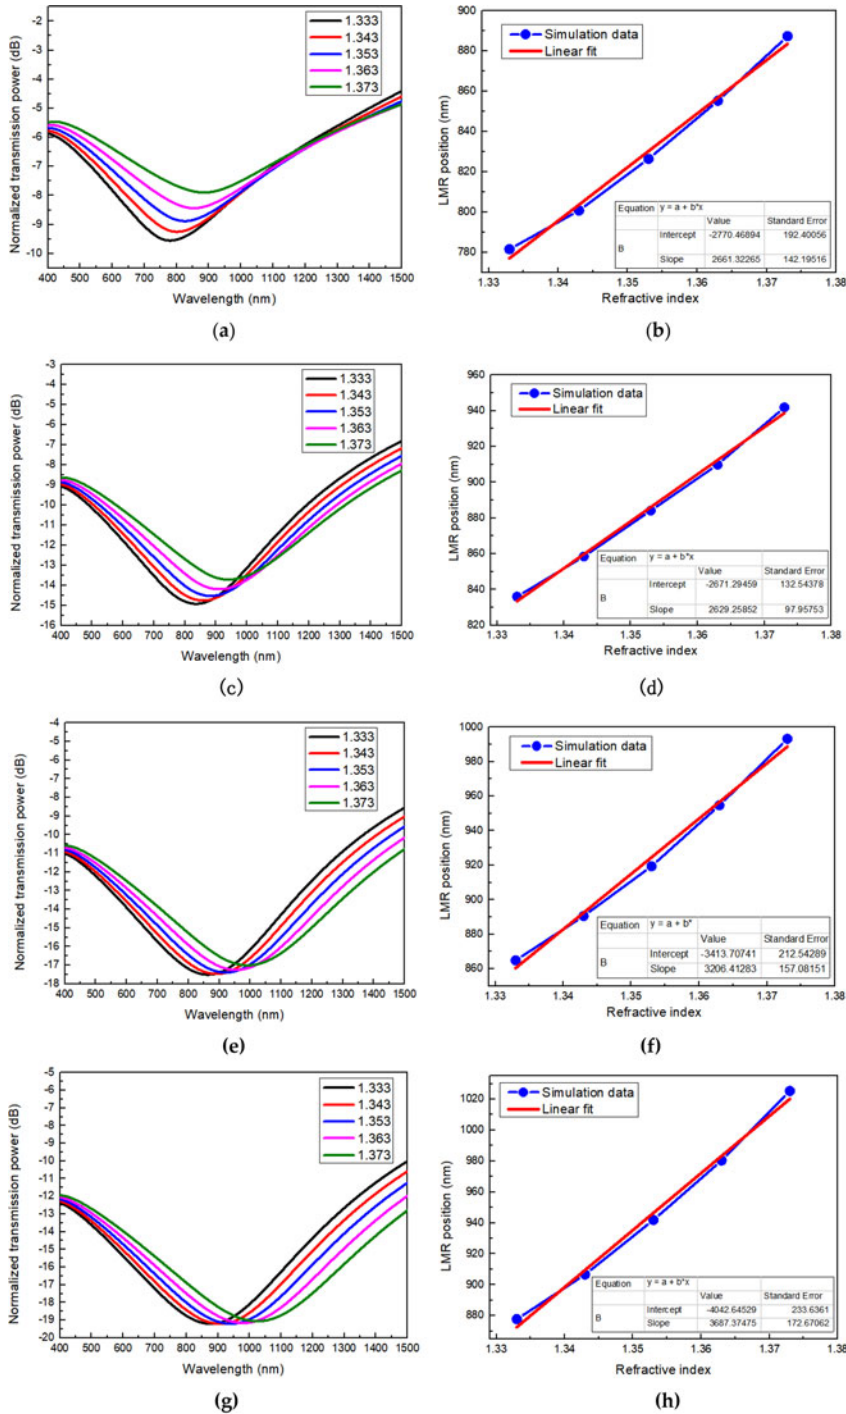 Normalized transmission power (dB)
-2
-3
-4
-5
-6
-7
-8
-9
-10
1.333
1.343
1.353
1.363
1.373
400 500 600 700 800 900 1000 1100 1200 1300 1400 1500
Wavelength (nm)
(a)
LMR position (nm)
900
880
860
840
820
800
780
Simulation data
Linear fit
Equation y = a + b*x
Value Standard Error
B
Intercept -2770.46894 192.40056
Slope 2661.32265 142.19516
1.33 1.34 1.35 1.36 1.37 1.38
Refractive index
(b)
Normalized transmission power (dB)
-3
-4
-5
-6
-7
-8
-9
-10
-11
-12
-13
-14
-15
-16
1.333
1.343
1.353
1.363
1.373
400 500 600 700 800 900 1000 1100 1200 1300 1400 1500
Wavelength (nm)
(c)
LMR position (nm)
960
940
920
900
880
860
840
820
Simulation data
Linear fit
Equation y = a + b*x
Value Standard Error
B
Intercept -2671.29459 132.54378
Slope 2629.25852 97.95753
1.33 1.34 1.35 1.36 1.37 1.38
Refractive index
(d)
Normalized transmission power (dB)
-4
-5
-6
-7
-8
-9
-10
-11
-12
-13
-14
-15
-16
-17
-18
1.333
1.343
1.353
1.363
1.373
400 500 600 700 800 900 1000 1100 1200 1300 1400 1500
Wavelength (nm)
(e)
LMR position (nm)
1000
980
960
940
920
900
880
860
Simulation data
Linear fit
Equation y = a + b*
Value Standard Error
B
Intercept -3413.70741 212.54289
Slope 3206.41283 157.08151
1.33 1.34 1.35 1.36 1.37 1.38
Refractive index
(f)
Normalized transmission power (dB)
-5
-6
-7
-8
-9
-10
-11
-12
-13
-14
-15
-16
-17
-18
-19
-20
1.333
1.343
1.353
1.363
1.373
400 500 600 700 800 900 1000 1100 1200 1300 1400 1500
Wavelength (nm)
(g)
LMR position (nm)
1020
1000
980
960
940
920
900
880
Simulation data
Linear fit
Equation y = a + b*x
Value Standard Error
B
Intercept -4042.64529 233.6361
Slope 3687.37475 172.67062
1.33 1.34 1.35 1.36 1.37 1.38
Refractive index
(h)